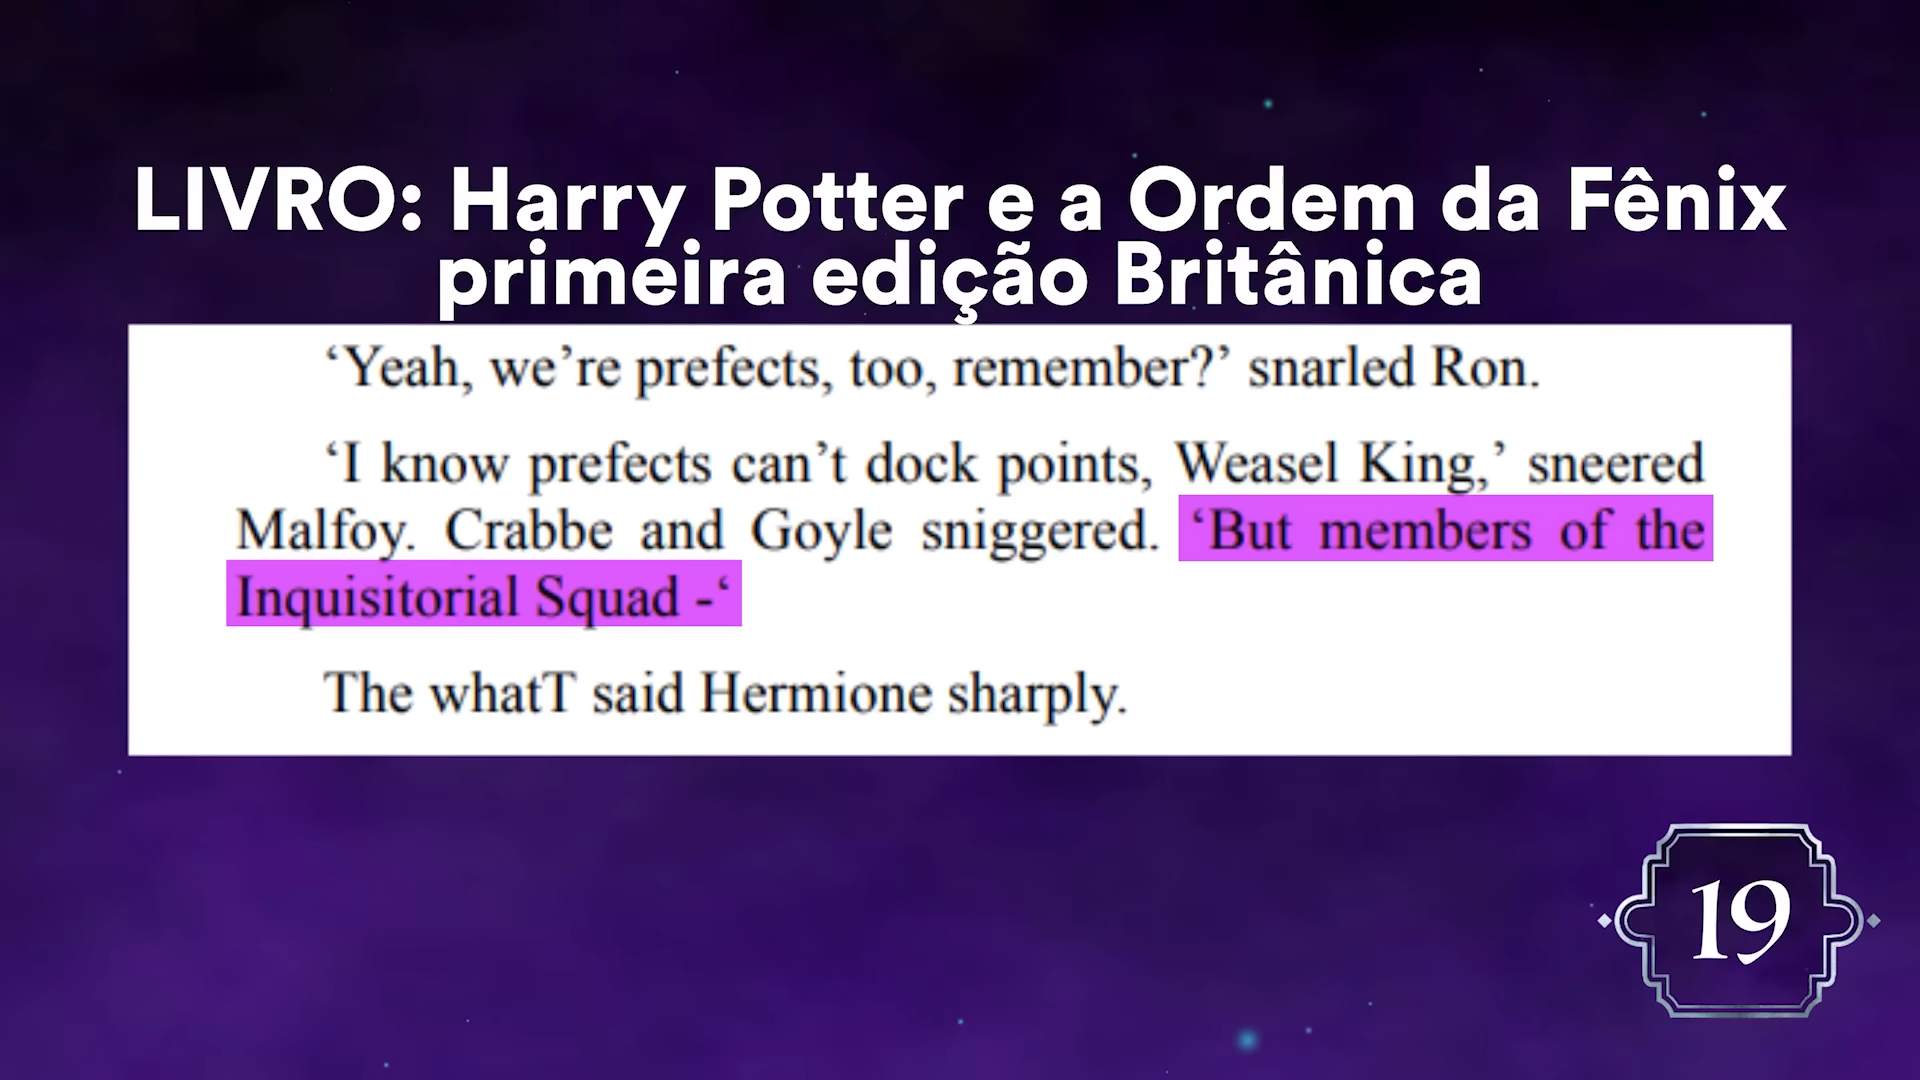 LIVRO: Harry Potter e a Ordem da Fênix
primeira edição Britânica
‘Yeah, we’re prefects, too, remember?’ snarled Ron.
‘I know prefects can’t dock points, Weasel King,’ sneered
Malfoy. Crabbe and Goyle sniggered. ‘But members of the
Inquisitorial Squad -‘
The whatT said Hermione sharply.
19